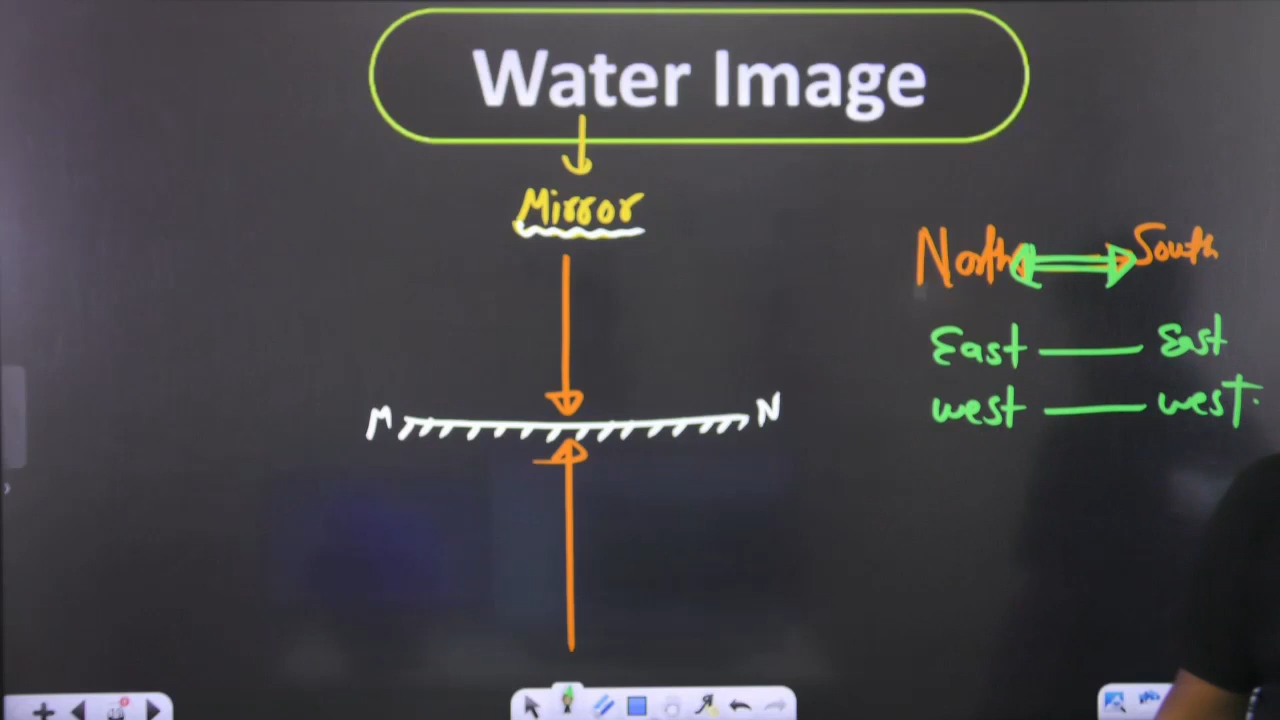 Water Image
Mirror
North South
East East
West West
M N